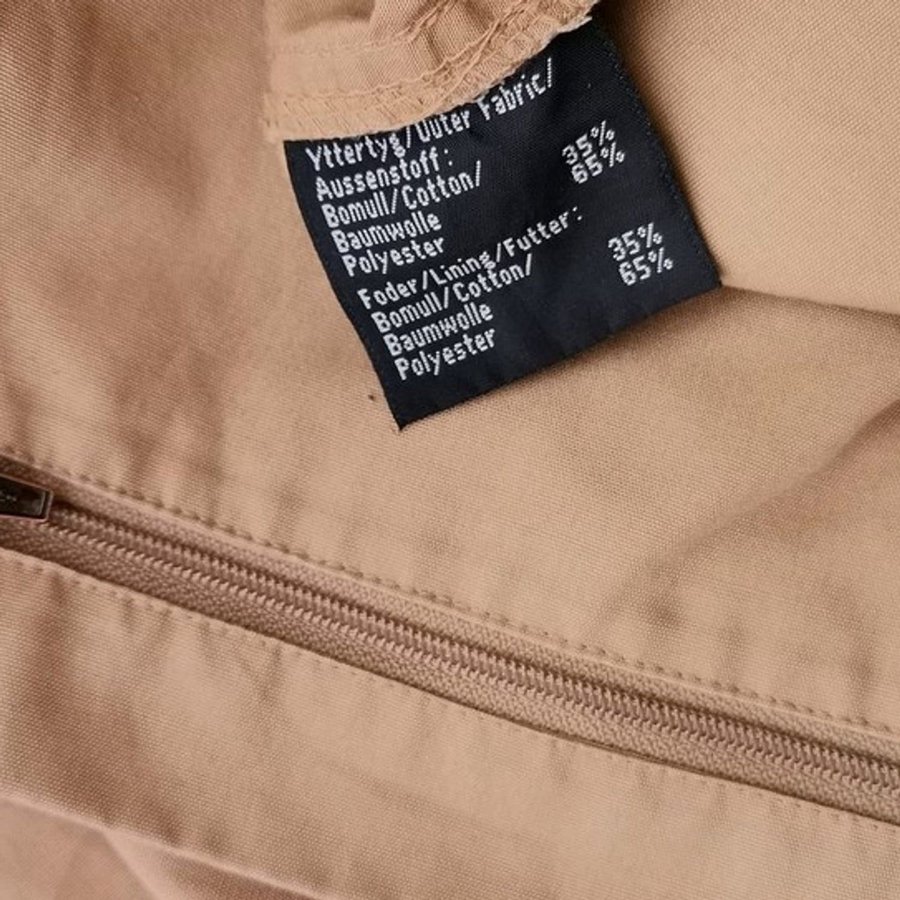 Yttertyg/Outer Fabric/
Aussenstoff:
Bomull/Cotton/ 35%
Baumwolle 65%
Polyester
Foder/Lining/Futter:
Bomull/Cotton/ 35%
Baumwolle 65%
Polyester